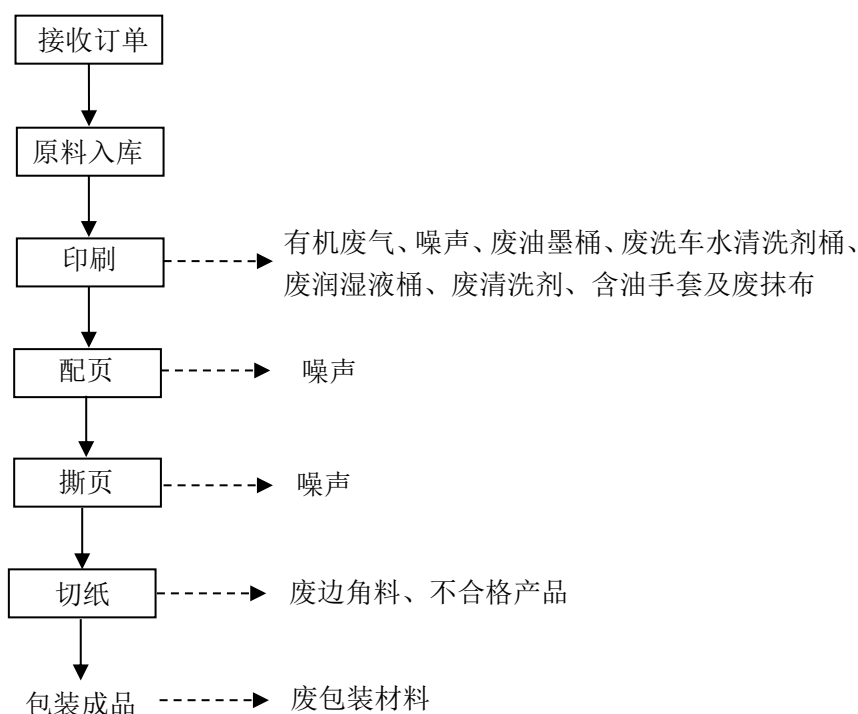 接收订单
原料入库
印刷
有机废气、噪声、废油墨桶、废洗车水清洗剂桶、
废润湿液桶、废清洗剂、含油手套及废抹布
配页
噪声
撕页
噪声
切纸
废边角料、不合格产品
包装成品
废包装材料